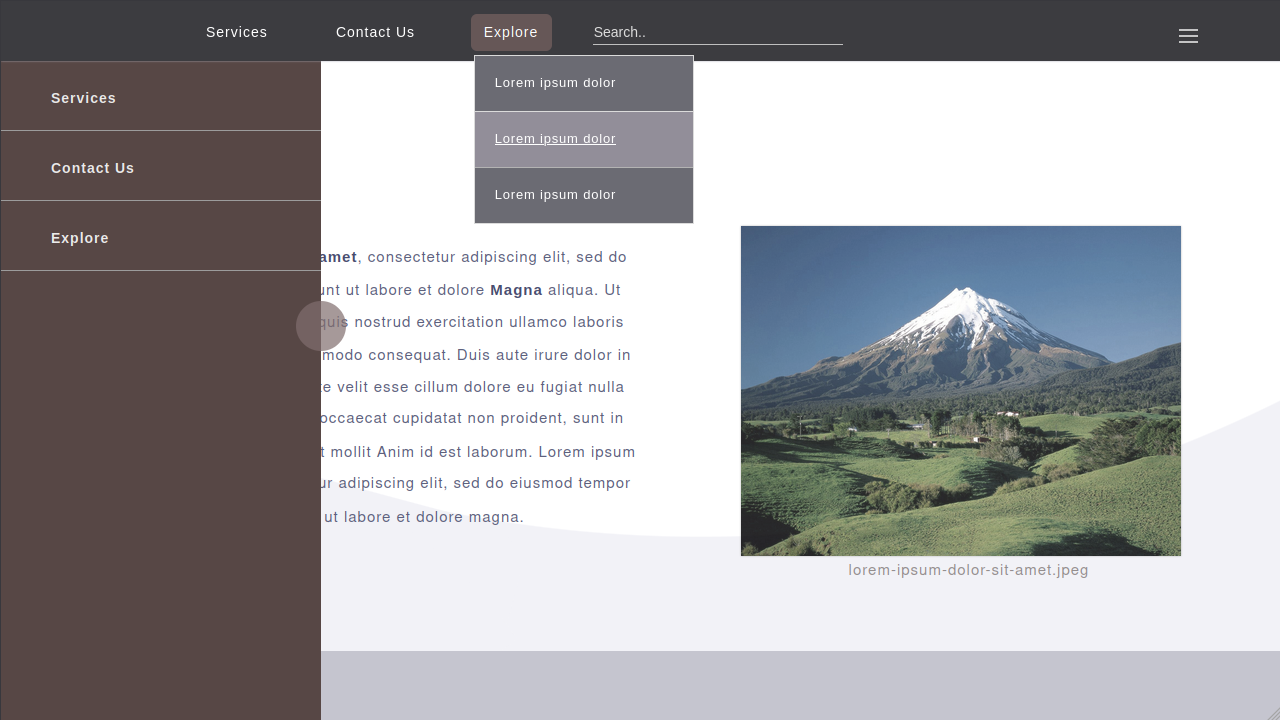 Services
Contact Us
Explore
Search..
Lorem ipsum dolor
Lorem ipsum dolor
Lorem ipsum dolor
Services
Contact Us
Explore
amet, consectetur adipiscing elit, sed do
ut labore et dolore Magna aliqua. Ut
quis nostrud exercitation ullamco laboris
consequat. Duis aute irure dolor in
velit esse cillum dolore eu fugiat nulla
occaecat cupidatat non proident, sunt in
mollit Anim id est laborum. Lorem ipsum
adipiscing elit, sed do eiusmod tempor
ut labore et dolore magna.
lorem-ipsum-dolor-sit-amet.jpeg